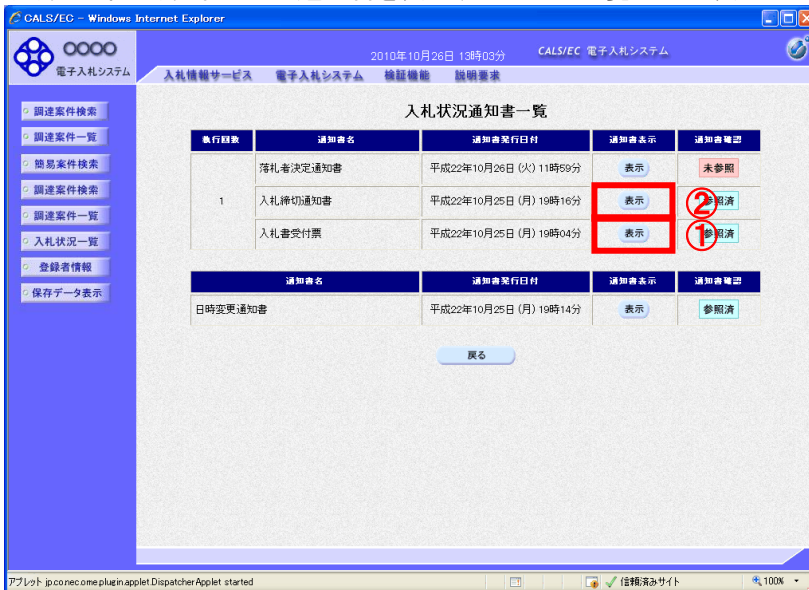 CALS/EC - Windows Internet Explorer
○○○○
電子入札システム
2010年10月26日 13時03分
CALS/EC 電子入札システム
入札情報サービス 電子入札システム 検証機能 説明要求
調達案件検索
調達案件一覧
簡易案件検索
調達案件検索
調達案件一覧
入札状況一覧
登録者情報
保存データ表示
入札状況通知書一覧
執行回数 通知書名 通知書発行日付 通知書表示 通知書確認
落札者決定通知書 平成22年10月26日 (火) 11時59分 表示 未参照
1 入札締切通知書 平成22年10月25日 (月) 19時16分 表示 ② 参照済
入札書受付票 平成22年10月25日 (月) 19時04分 表示 ① 参照済
通知書名 通知書発行日付 通知書表示 通知書確認
日時変更通知書 平成22年10月25日 (月) 19時14分 表示 参照済
戻る
アプレット jp.co.nec.ome.plugin.applet.DispatcherApplet started
信頼済みサイト
100%